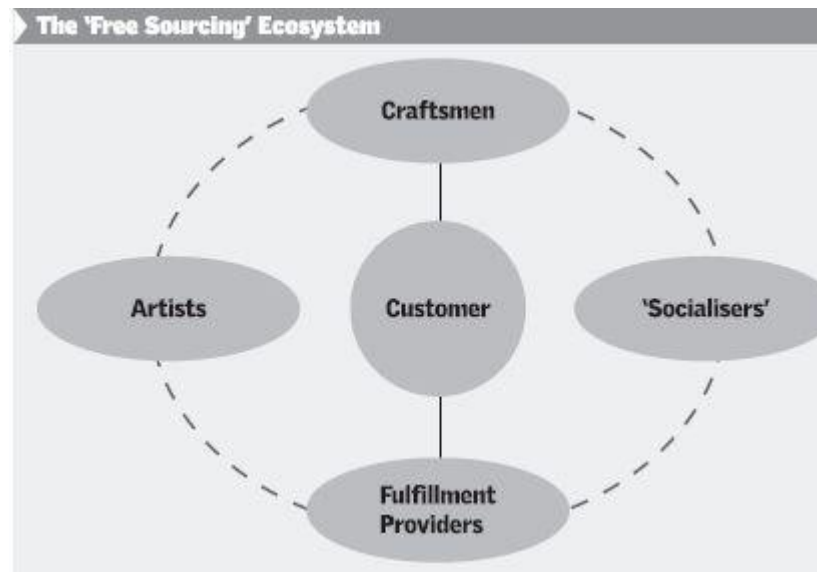 The ‘Free Sourcing’ Ecosystem
Craftsmen
Artists
Customer
‘Socialisers’
Fulfillment
Providers